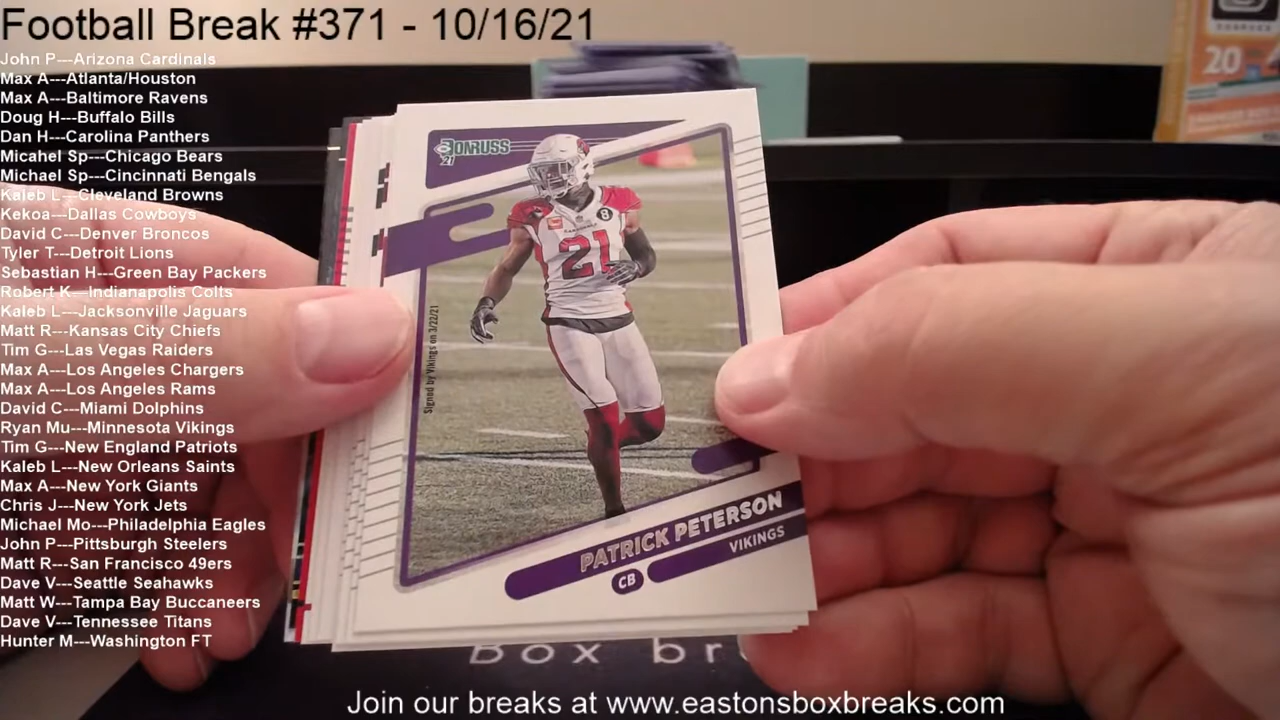 Football Break #371 - 10/16/21
John P---Arizona Cardinals
Max A---Atlanta/Houston
Max A---Baltimore Ravens
Doug H---Buffalo Bills
Dan H---Carolina Panthers
Micahel Sp---Chicago Bears
Michael Sp---Cincinnati Bengals
Kaleb L---Cleveland Browns
Kekoa---Dallas Cowboys
David C---Denver Broncos
Tyler T---Detroit Lions
Sebastian H---Green Bay Packers
Robert K---Indianapolis Colts
Kaleb L---Jacksonville Jaguars
Matt R---Kansas City Chiefs
Tim G---Las Vegas Raiders
Max A---Los Angeles Chargers
Max A---Los Angeles Rams
David C---Miami Dolphins
Ryan Mu---Minnesota Vikings
Tim G---New England Patriots
Kaleb L---New Orleans Saints
Max A---New York Giants
Chris J---New York Jets
Michael Mo---Philadelphia Eagles
John P---Pittsburgh Steelers
Matt R---San Francisco 49ers
Dave V---Seattle Seahawks
Matt W---Tampa Bay Buccaneers
Dave V---Tennessee Titans
Hunter M---Washington FT
DONRUSS
21
Signed by Vikings on 3/22/21
8
21
PATRICK PETERSON
CB
VIKINGS
20
Box br
Join our breaks at www.eastonsboxbreaks.com